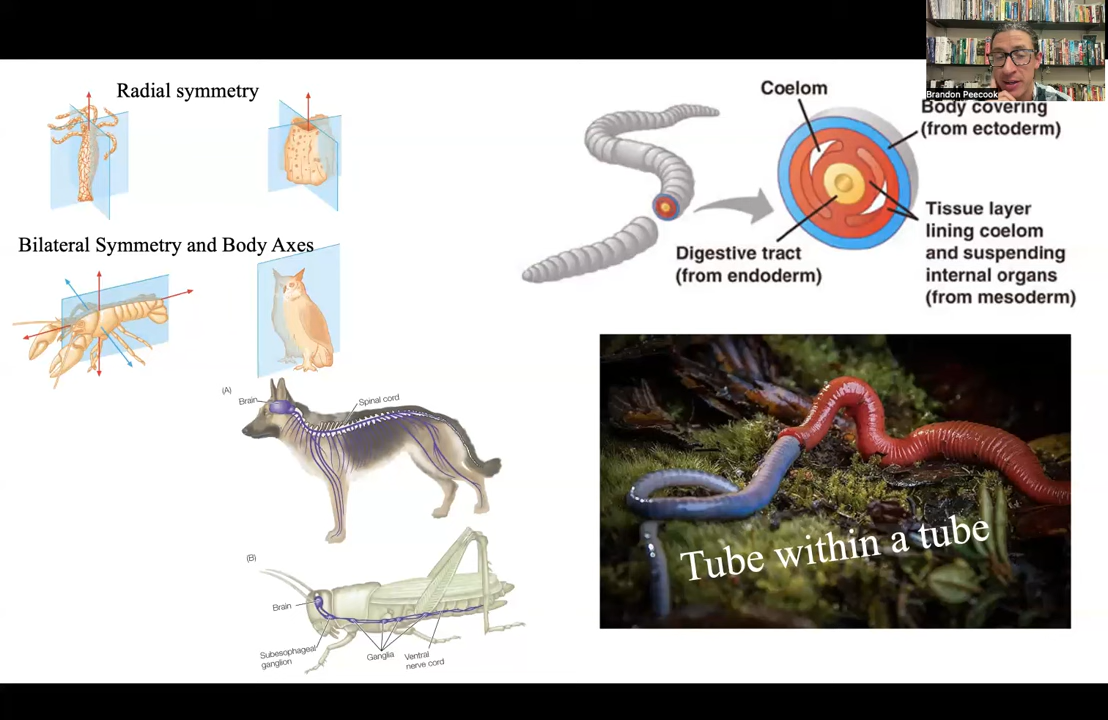 Radial symmetry
Bilateral Symmetry and Body Axes
(A)
Brain
Spinal cord
(B)
Brain
Subesophageal
ganglion
Ganglia
Ventral
nerve cord
Brandon Peecook
Coelom
Body covering
(from ectoderm)
Digestive tract
(from endoderm)
Tissue layer
lining coelom
and suspending
internal organs
(from mesoderm)
Tube within a tube